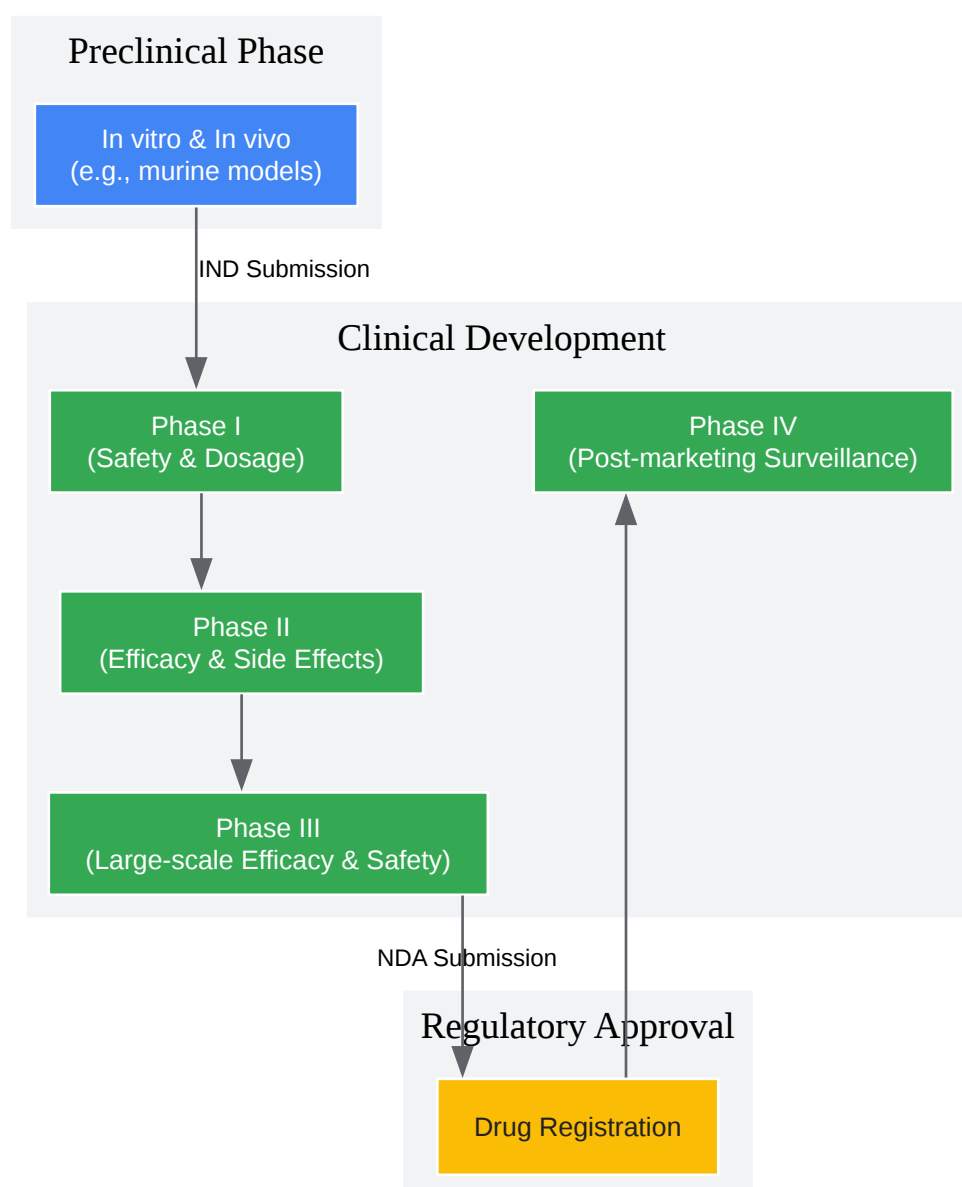 Preclinical Phase
In vitro & In vivo
(e.g., murine models)
IND Submission
Clinical Development
Phase I
(Safety & Dosage)
Phase IV
(Post-marketing Surveillance)
Phase II
(Efficacy & Side Effects)
Phase III
(Large-scale Efficacy & Safety)
NDA Submission
Regulatory Approval
Drug Registration